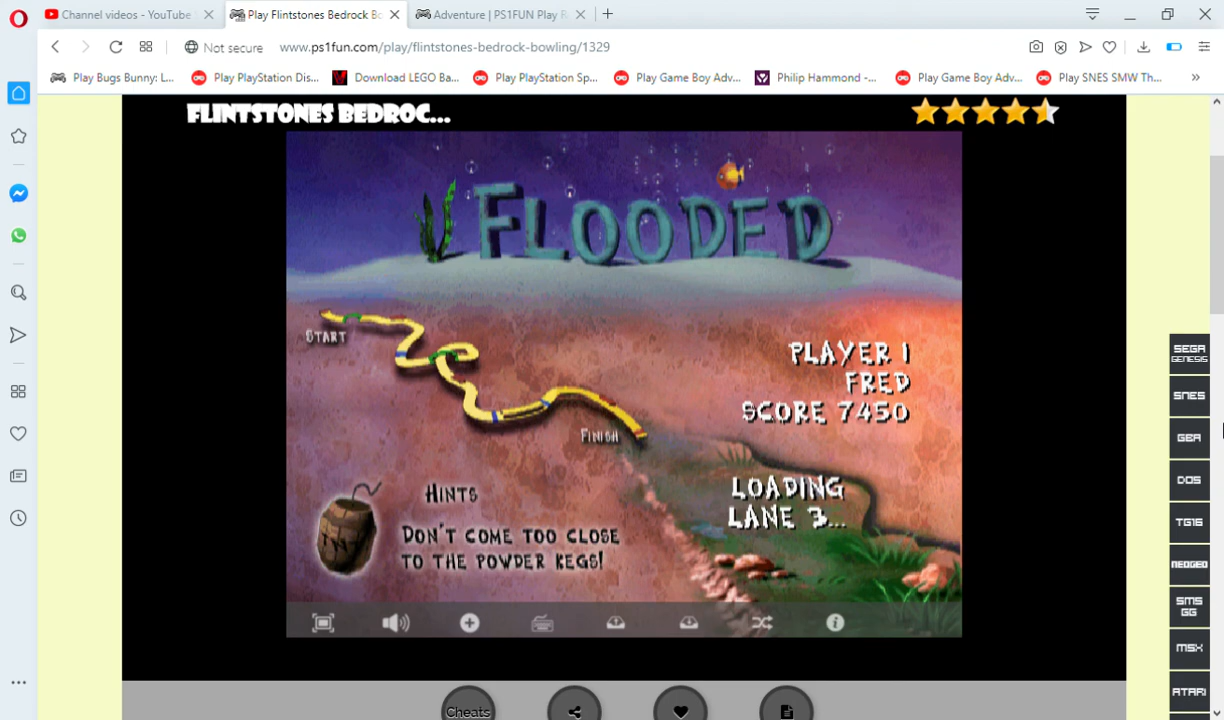 Channel videos - YouTube
Play Flintstones Bedrock Bo
Adventure | PS1FUN Play R
Not secure
www.ps1fun.com/play/flintstones-bedrock-bowling/1329
Play Bugs Bunny: L...
Play PlayStation Dis...
Download LEGO Ba...
Play PlayStation Sp...
Play Game Boy Adv...
Philip Hammond -...
Play Game Boy Adv...
Play SNES SMW Th...
FLINTSTONES BEDROC...
FLOODED
START
PLAYER 1
FRED
SCORE 7450
FINISH
HINTS
DON'T COME TOO CLOSE
TO THE POWDER KEGS!
TNT
LOADING
LANE 3...
SEGA
GENESIS
SNES
GBA
DOS
TG16
NEOGEO
SMS
GG
MSX
ATARI
Cheats